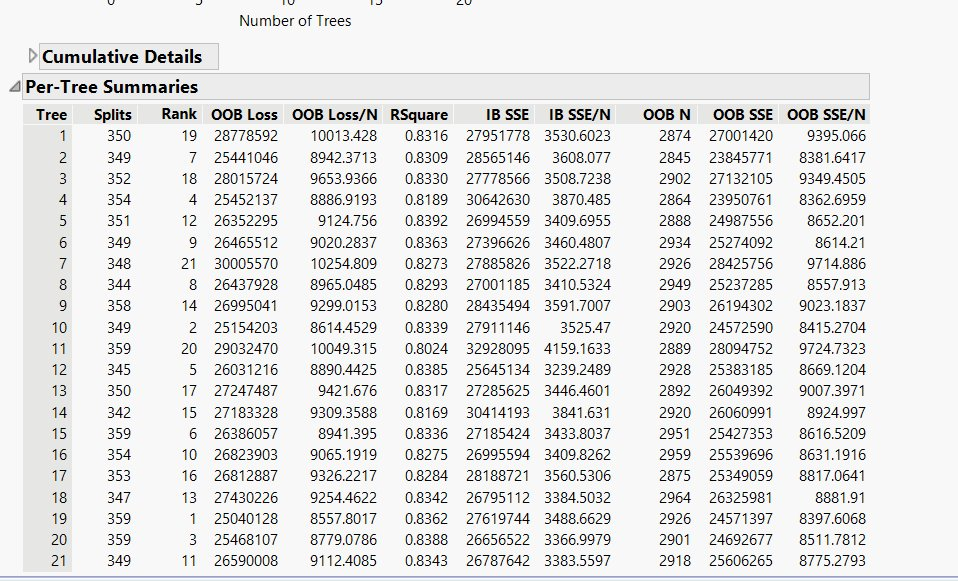 0 5 10 15 20
Number of Trees
Cumulative Details
Per-Tree Summaries
Tree Splits Rank OOB Loss OOB Loss/N RSquare IB SSE IB SSE/N OOB N OOB SSE OOB SSE/N
1 350 19 28778592 10013.428 0.8316 27951778 3530.6023 2874 27001420 9395.066
2 349 7 25441046 8942.3713 0.8309 28565146 3608.077 2845 23845771 8381.6417
3 352 18 28015724 9653.9366 0.8330 27778566 3508.7238 2902 27132105 9349.4505
4 354 4 25452137 8886.9193 0.8189 30642630 3870.485 2864 23950761 8362.6959
5 351 12 26352295 9124.756 0.8392 26994559 3409.6955 2888 24987556 8652.201
6 349 9 26465512 9020.2837 0.8363 27396626 3460.4807 2934 25274092 8614.21
7 348 21 30005570 10254.809 0.8273 27885826 3522.2718 2926 28425756 9714.886
8 344 8 26437928 8965.0485 0.8293 27001185 3410.5324 2949 25237285 8557.913
9 358 14 26995041 9299.0153 0.8280 28435494 3591.7007 2903 26194302 9023.1837
10 349 2 25154203 8614.4529 0.8339 27911146 3525.47 2920 24572590 8415.2704
11 359 20 29032470 10049.315 0.8024 32928095 4159.1633 2889 28094752 9724.7323
12 345 5 26031216 8890.4425 0.8385 25645134 3239.2489 2928 25383185 8669.1204
13 350 17 27247487 9421.676 0.8317 27285625 3446.4601 2892 26049392 9007.3971
14 342 15 27183328 9309.3588 0.8169 30414193 3841.631 2920 26060991 8924.997
15 359 6 26386057 8941.395 0.8336 27185424 3433.8037 2951 25427353 8616.5209
16 354 10 26823903 9065.1919 0.8275 26995594 3409.8262 2959 25539696 8631.1916
17 353 16 26812887 9326.2217 0.8284 28188721 3560.5306 2875 25349059 8817.0641
18 347 13 27430226 9254.4622 0.8342 26795112 3384.5032 2964 26325981 8881.91
19 359 1 25040128 8557.8017 0.8362 27619744 3488.6629 2926 24571397 8397.6068
20 359 3 25468107 8779.0786 0.8388 26656522 3366.9979 2901 24692677 8511.7812
21 349 11 26590008 9112.4085 0.8343 26787642 3383.5597 2918 25606265 8775.2793